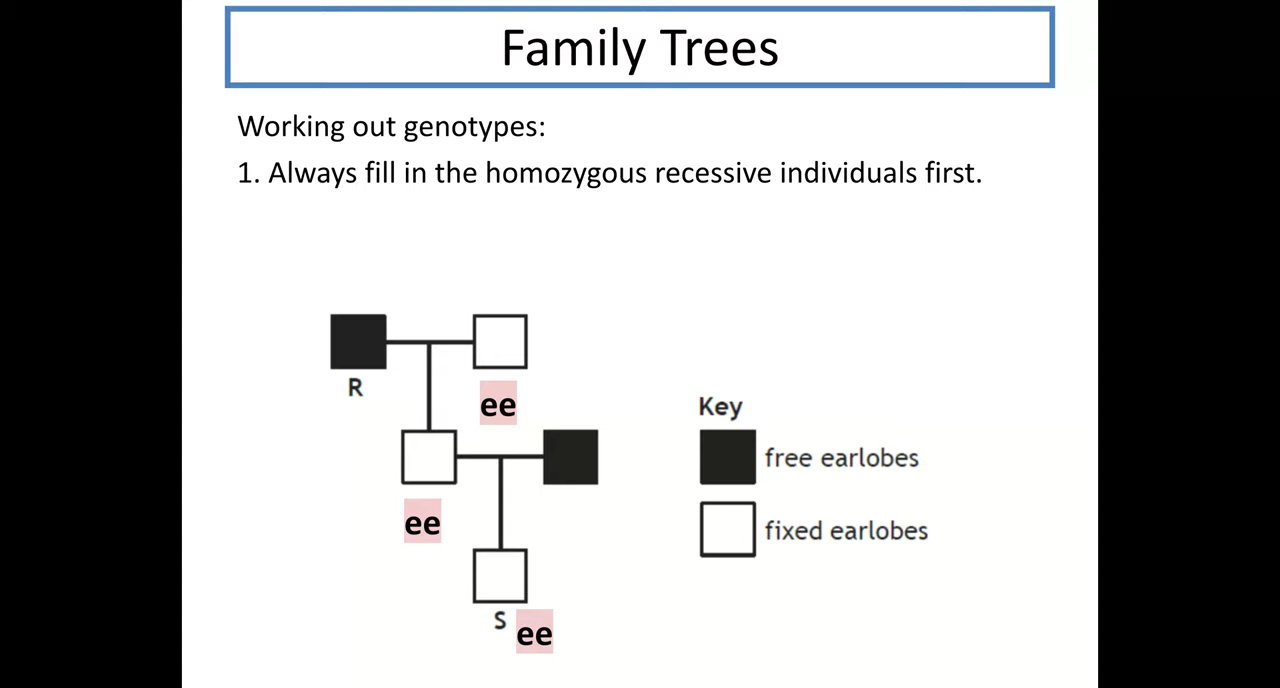 Family Trees
Working out genotypes:
1. Always fill in the homozygous recessive individuals first.
R
ee
Key
free earlobes
ee
fixed earlobes
S
ee